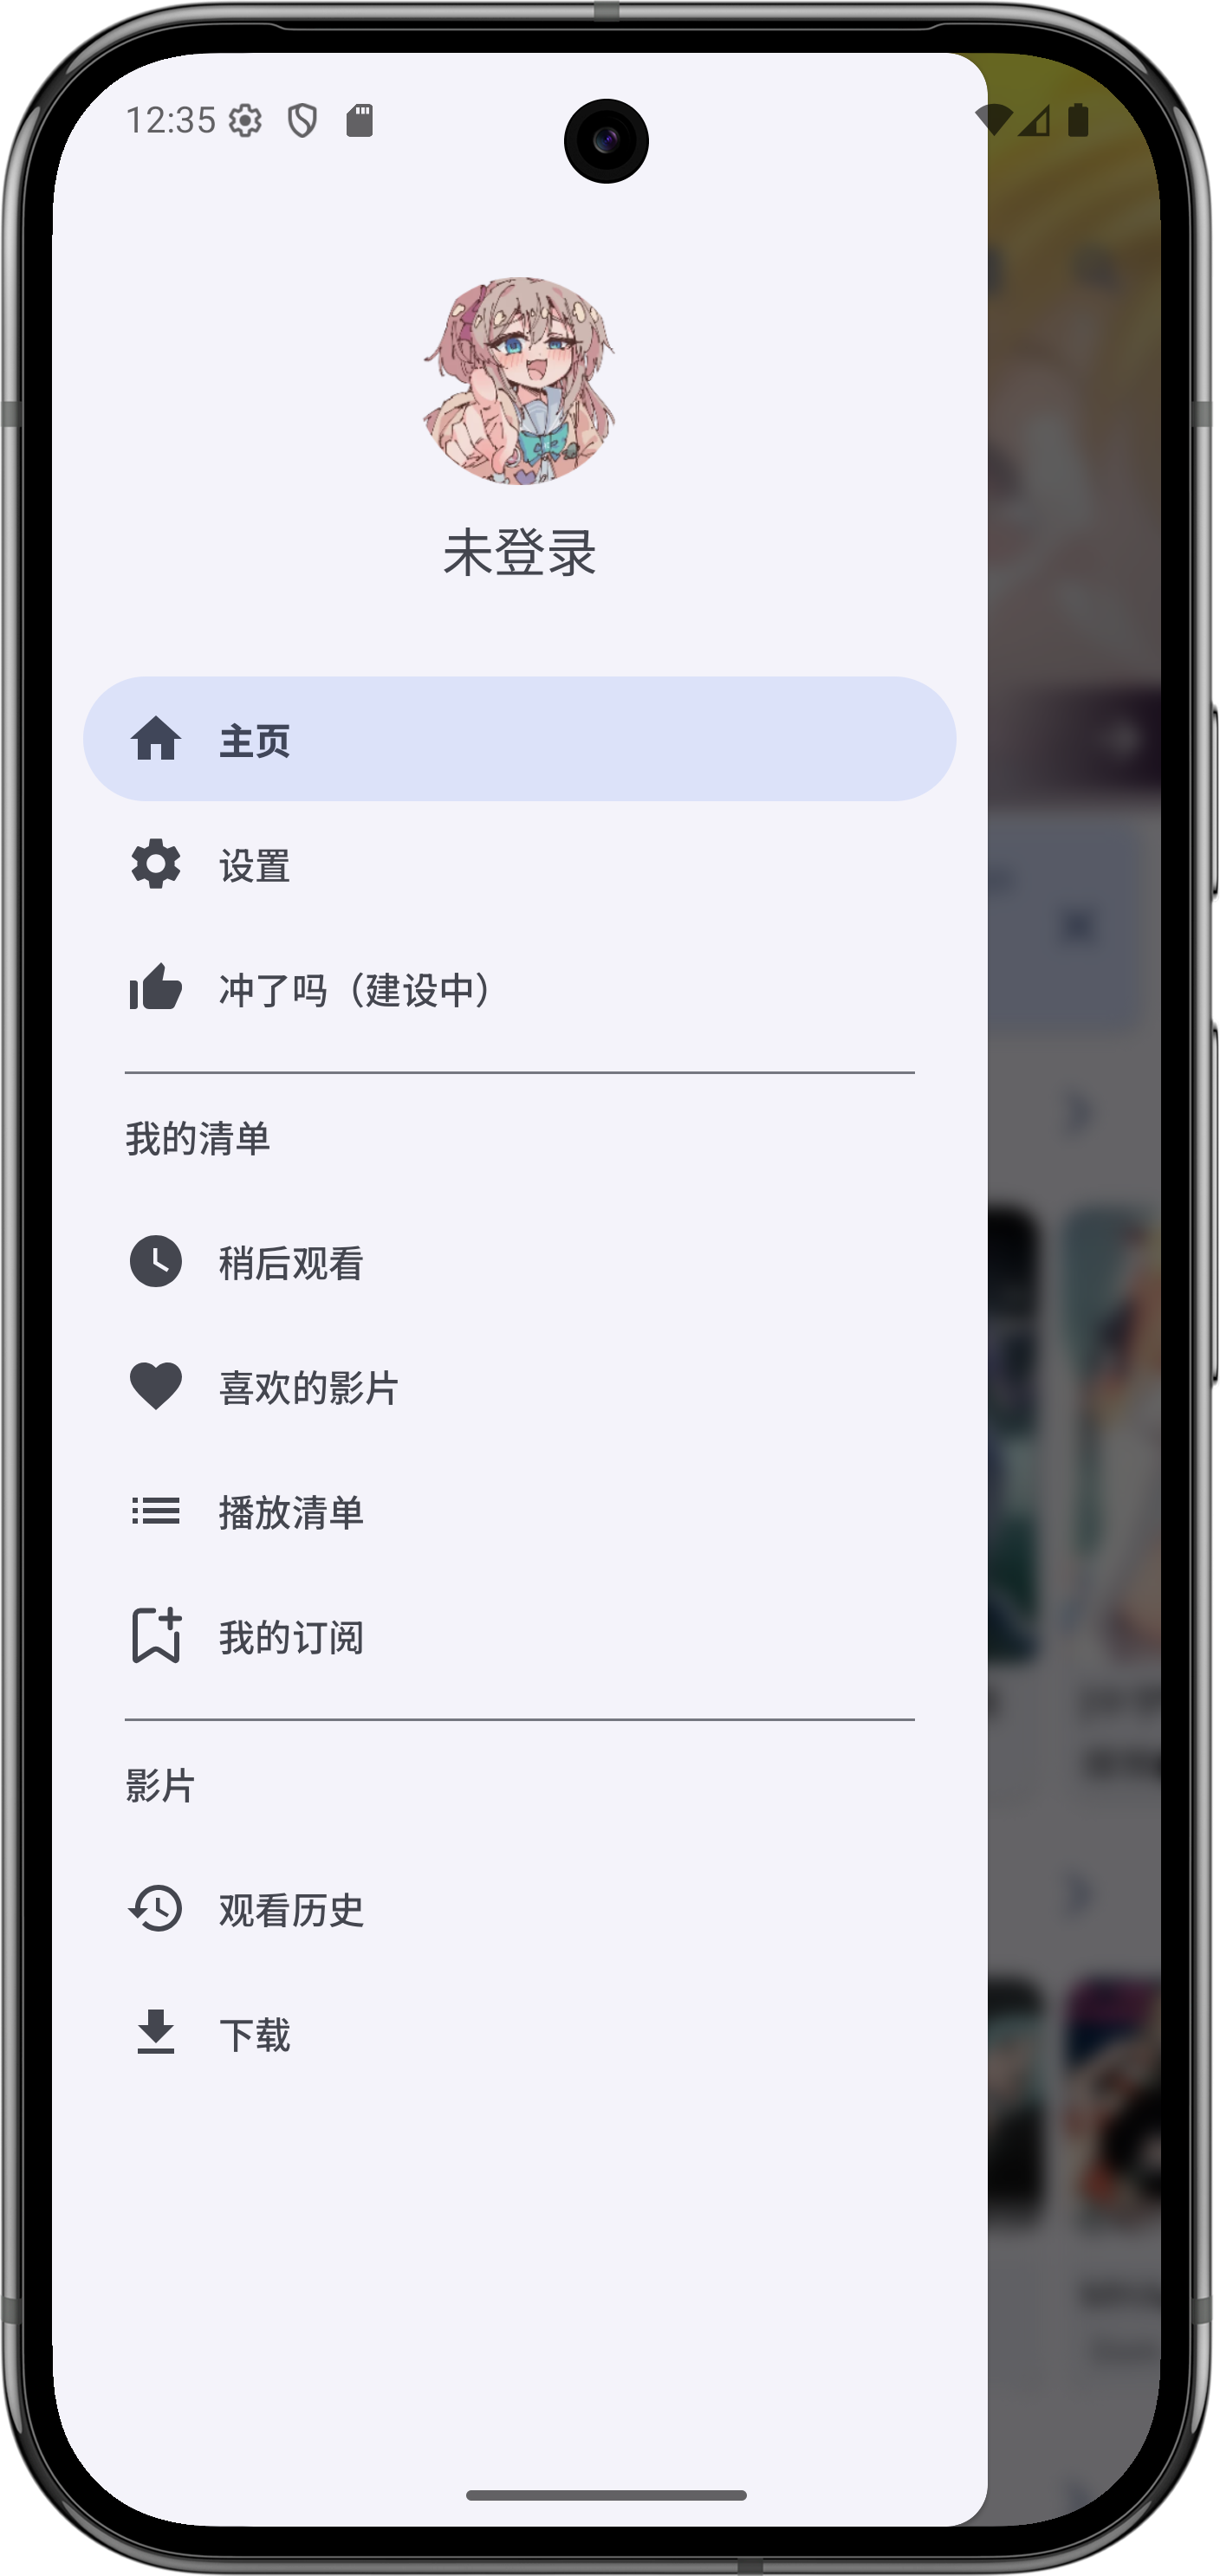 12:35
未登录
主页
设置
冲了吗（建设中）
我的清单
稍后观看
喜欢的影片
播放清单
我的订阅
影片
观看历史
下载